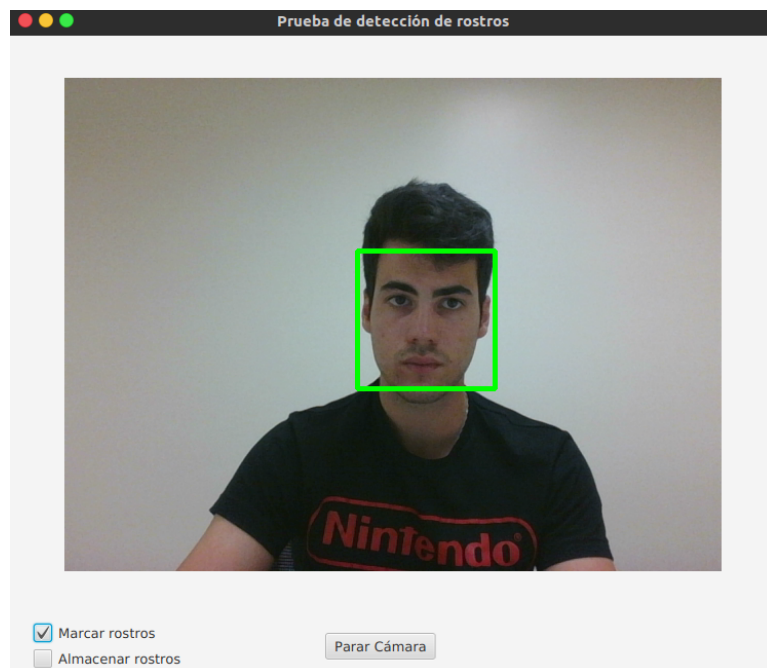 Prueba de detección de rostros
Nintendo
Marcar rostros
Almacenar rostros
Parar Cámara